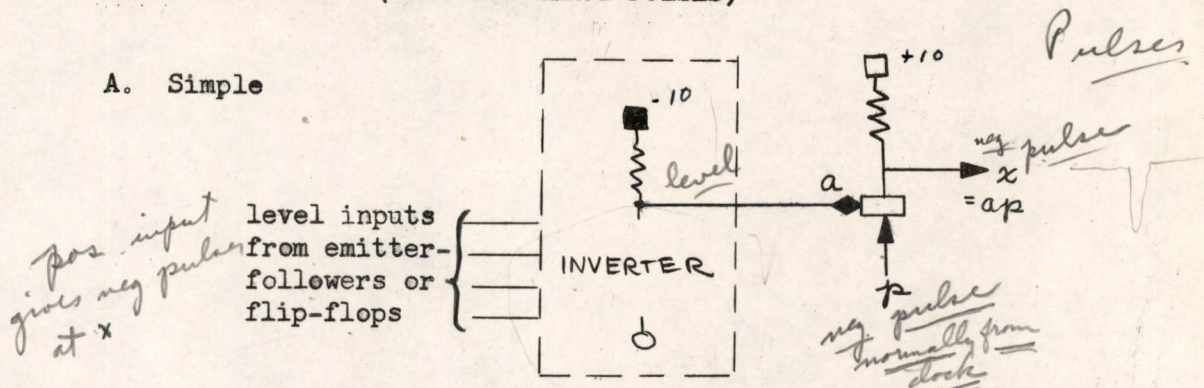 Pulses
A. Simple
-10
+10
level
a
neg pulse
x
= ap
level inputs
from emitter-
followers or
flip-flops
INVERTER
pos input
gives neg pulse
at x
p
neg. pulse
normally from
clock